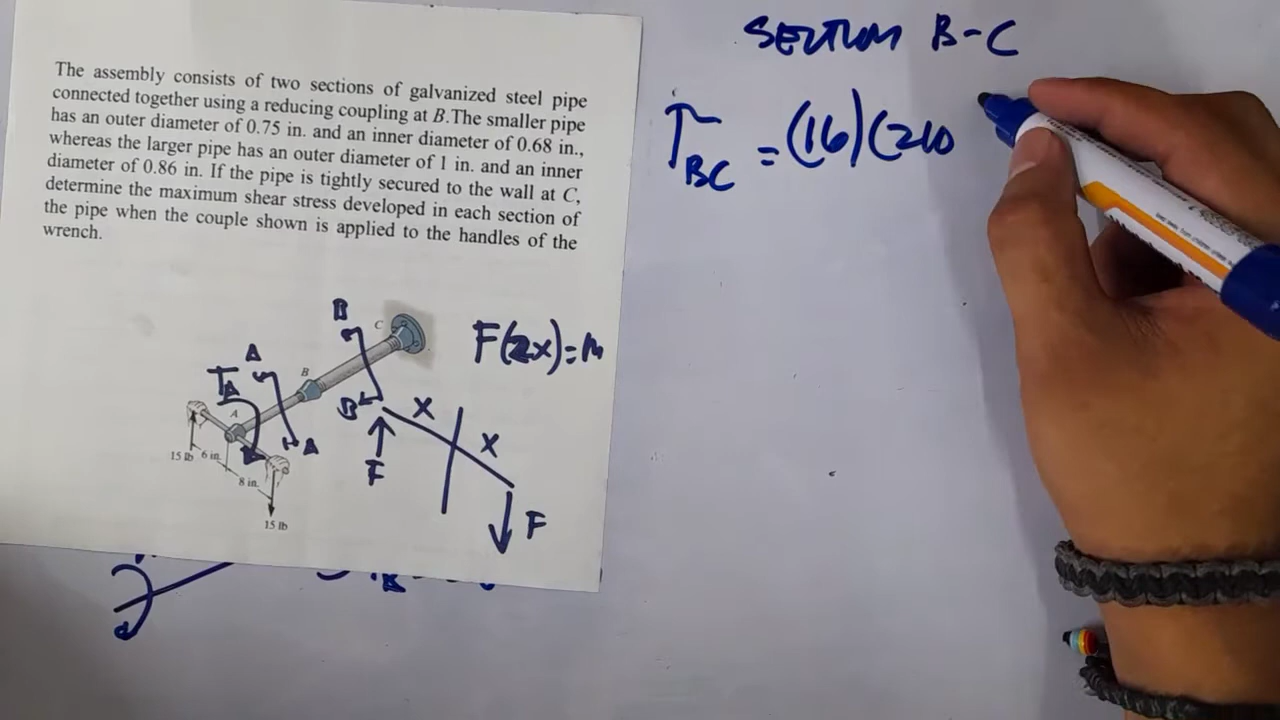 The assembly consists of two sections of galvanized steel pipe
connected together using a reducing coupling at B.The smaller pipe
has an outer diameter of 0.75 in. and an inner diameter of 0.68 in.,
whereas the larger pipe has an outer diameter of 1 in. and an inner
diameter of 0.86 in. If the pipe is tightly secured to the wall at C,
determine the maximum shear stress developed in each section of
the pipe when the couple shown is applied to the handles of the
wrench.
SECTION B-C
τBC = (16)(210
B
C
F(2x)=M
A
B
TA
B
X
A
A
X
15 lb
6 in.
F
8 in.
F
15 lb